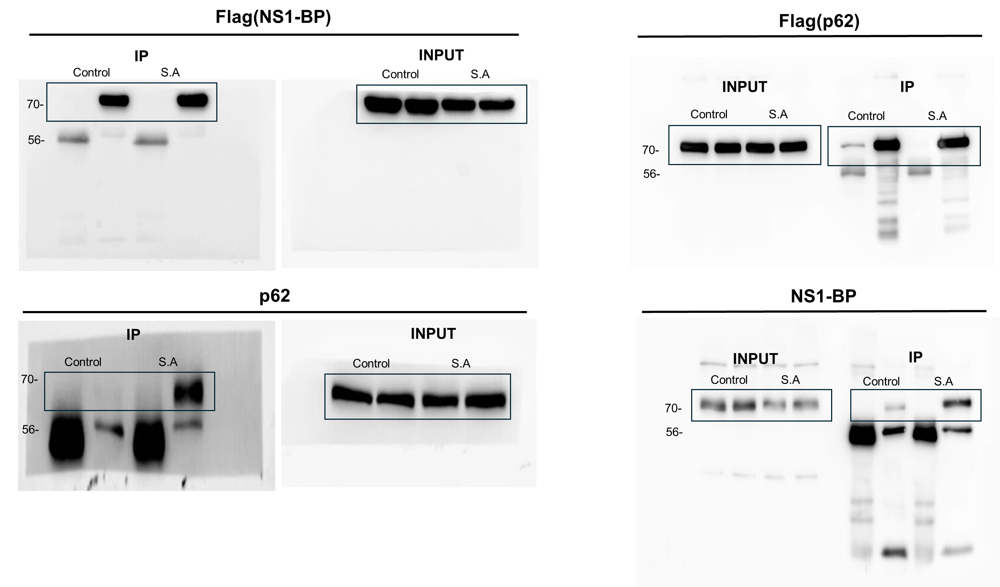 Flag(NS1-BP)
IP
Control S.A
70-
56-
INPUT
Control S.A
Flag(p62)
INPUT
Control S.A
IP
Control S.A
70-
56-
p62
IP
Control S.A
70-
56-
INPUT
Control S.A
NS1-BP
INPUT
Control S.A
IP
Control S.A
70-
56-